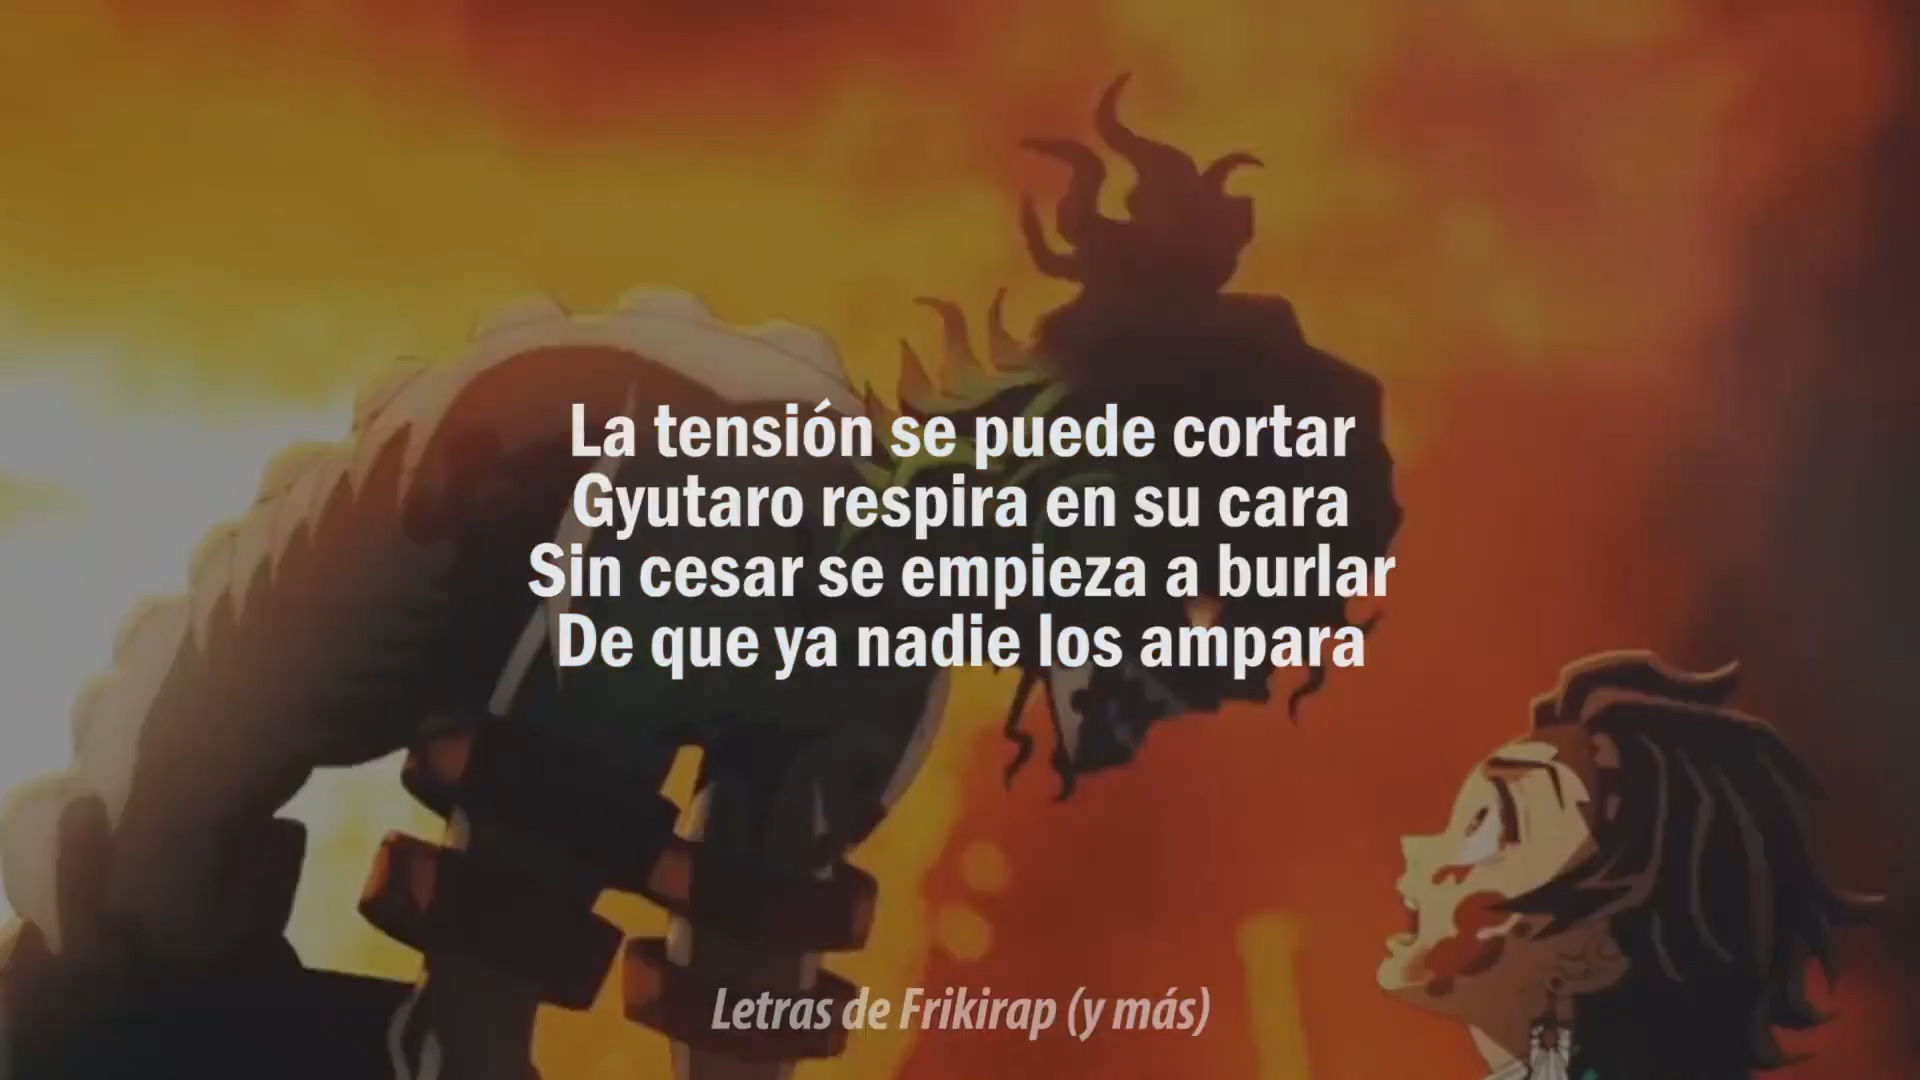 La tensión se puede cortar
Gyutaro respira en su cara
Sin cesar se empieza a burlar
De que ya nadie los ampara
Letras de Frikirap (y más)